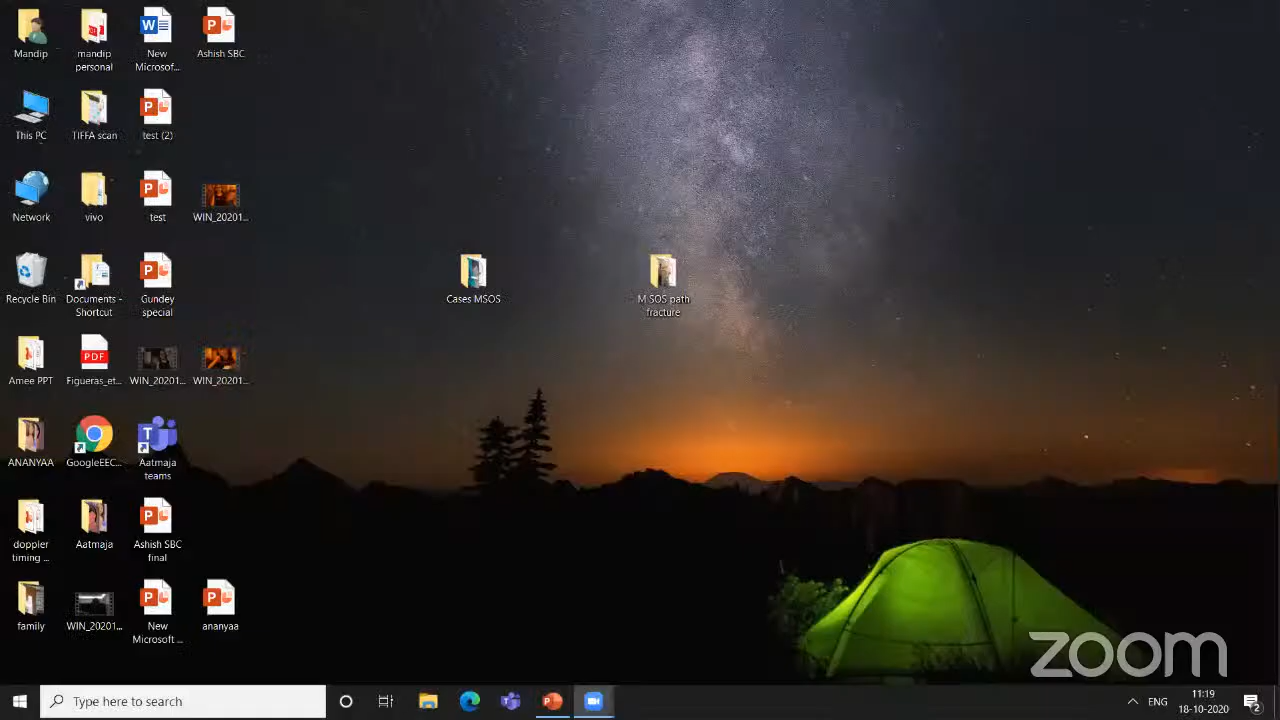 Mandip
mandip
personal
New
Microsof...
Ashish SBC
This PC
TIFFA scan
test (2)
Network
vivo
test
WIN_20201...
Recycle Bin
Documents -
Shortcut
Gundey
special
Cases MSOS
M SOS path
fracture
Amee PPT
PDF
Figueras_et...
WIN_20201...
WIN_20201...
ANANYAA
GoogleEEC...
Aatmaja
teams
doppler
timing ...
Aatmaja
Ashish SBC
final
family
WIN_20201...
New
Microsoft ...
ananyaa
zoom
Type here to search
ENG
11:19
18-10-2020
2